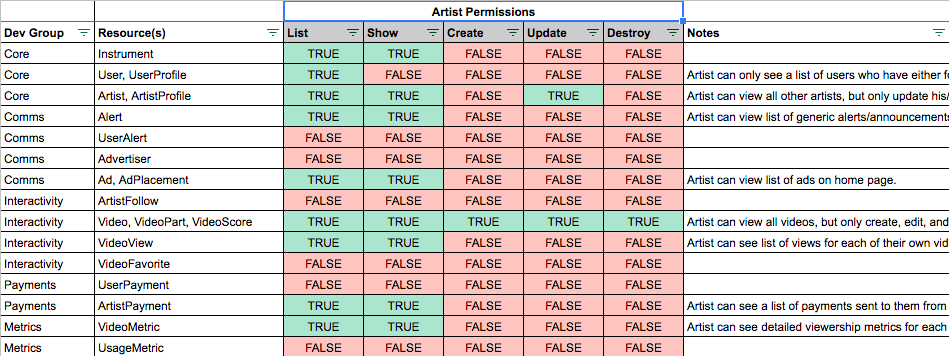 Artist Permissions
Dev Group Resource(s) List Show Create Update Destroy Notes
Core Instrument TRUE TRUE FALSE FALSE FALSE
Core User, UserProfile TRUE FALSE FALSE FALSE FALSE Artist can only see a list of users who have either
Core Artist, ArtistProfile TRUE TRUE FALSE TRUE FALSE Artist can view all other artists, but only update his/
Comms Alert TRUE TRUE FALSE FALSE FALSE Artist can view list of generic alerts/announcements
Comms UserAlert FALSE FALSE FALSE FALSE FALSE
Comms Advertiser FALSE FALSE FALSE FALSE FALSE
Comms Ad, AdPlacement TRUE TRUE FALSE FALSE FALSE Artist can view list of ads on home page.
Interactivity ArtistFollow FALSE FALSE FALSE FALSE FALSE
Interactivity Video, VideoPart, VideoScore TRUE TRUE TRUE TRUE TRUE Artist can view all videos, but only create, edit, and
Interactivity VideoView TRUE TRUE FALSE FALSE FALSE Artist can see list of views for each of their own vid
Interactivity VideoFavorite FALSE FALSE FALSE FALSE FALSE
Payments UserPayment FALSE FALSE FALSE FALSE FALSE
Payments ArtistPayment TRUE TRUE FALSE FALSE FALSE Artist can see a list of payments sent to them from
Metrics VideoMetric TRUE TRUE FALSE FALSE FALSE Artist can see detailed viewership metrics for each
Metrics UsageMetric FALSE FALSE FALSE FALSE FALSE